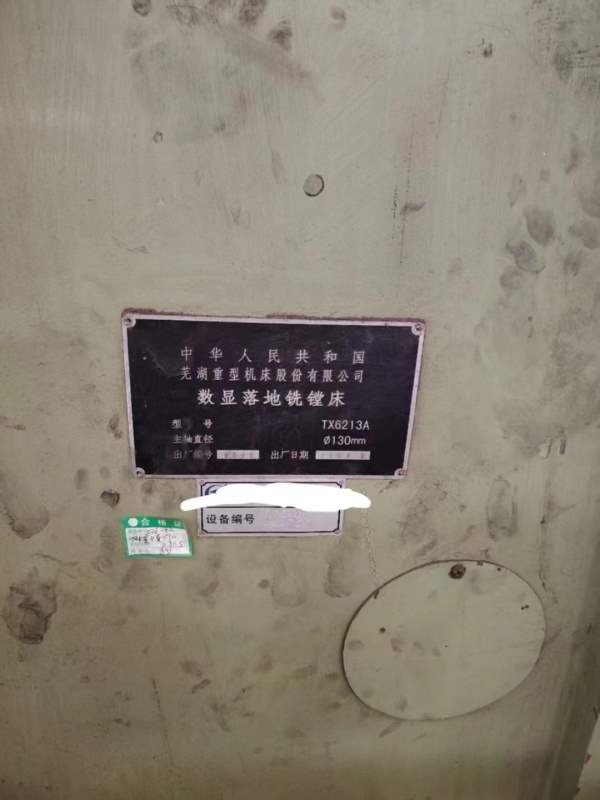 中华人民共和国
芜湖重型机床股份有限公司
数显落地铣镗床
型 号 TX6213A
主轴直径 Ø130mm
出厂编号 出厂日期
设备编号
合格证